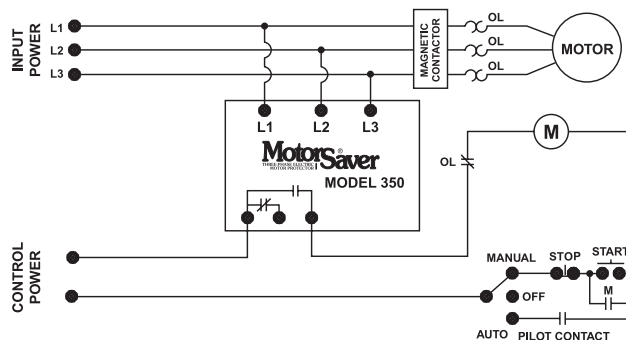 INPUT POWER
L1
L2
L3
MAGNETIC CONTACTOR
OL
OL
OL
MOTOR
L1 L2 L3
MotorSaver®
THREE-PHASE ELECTRIC
MOTOR PROTECTOR
MODEL 350
OL
M
CONTROL POWER
MANUAL STOP START
OFF
M
AUTO PILOT CONTACT